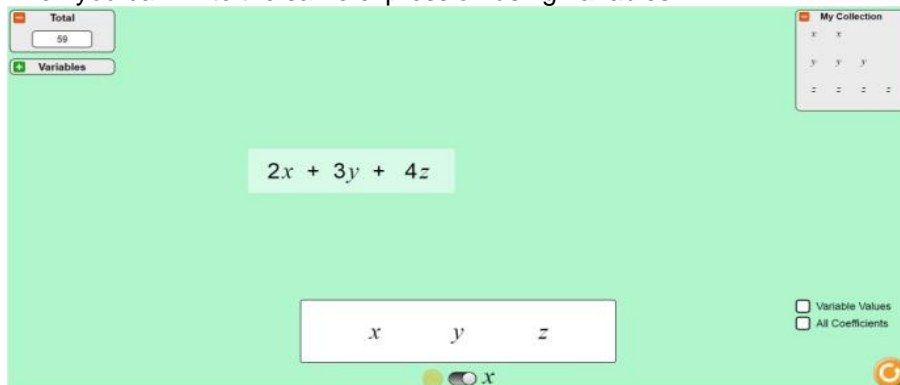 Total
59
Variables
My Collection
x x
y y y
z z z z
2x + 3y + 4z
Variable Values
All Coefficients
x y z
x